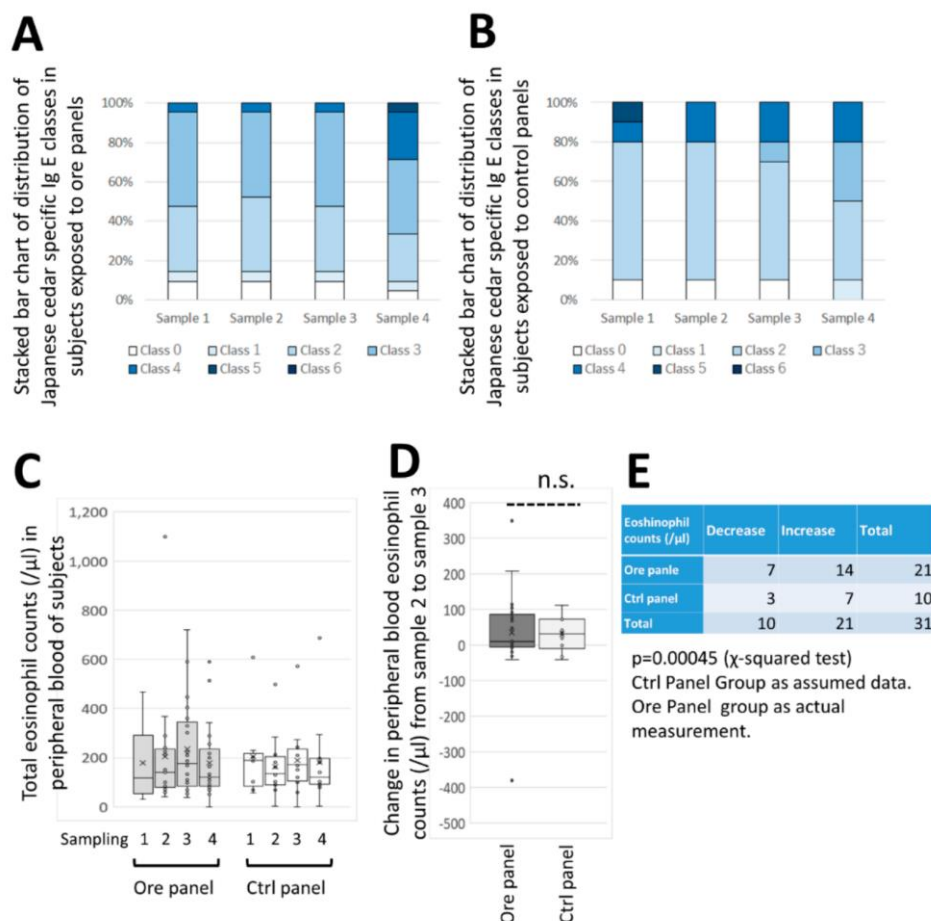 A
Stacked bar chart of distribution of
Japanese cedar specific Ig E classes in
subjects exposed to ore panels
100%
80%
60%
40%
20%
0%
Sample 1 Sample 2 Sample 3 Sample 4
Class 0 Class 1 Class 2 Class 3
Class 4 Class 5 Class 6
B
Stacked bar chart of distribution of
Japanese cedar specific Ig E classes in
subjects exposed to control panels
100%
80%
60%
40%
20%
0%
Sample 1 Sample 2 Sample 3 Sample 4
Class 0 Class 1 Class 2 Class 3
Class 4 Class 5 Class 6
C
Total eosinophil counts (/μl) in
peripheral blood of subjects
1,200
1,000
800
600
400
200
0
Sampling 1 2 3 4 1 2 3 4
Ore panel Ctrl panel
D
Change in peripheral blood eosinophil
counts (/μl) from sample 2 to sample 3
n.s.
400
300
200
100
0
-100
-200
-300
-400
-500
Ore panel
Ctrl panel
E
Eoshinophil
counts (/μl) Decrease Increase Total
Ore panle 7 14 21
Ctrl panel 3 7 10
Total 10 21 31
p=0.00045 (χ-squared test)
Ctrl Panel Group as assumed data.
Ore Panel group as actual
measurement.